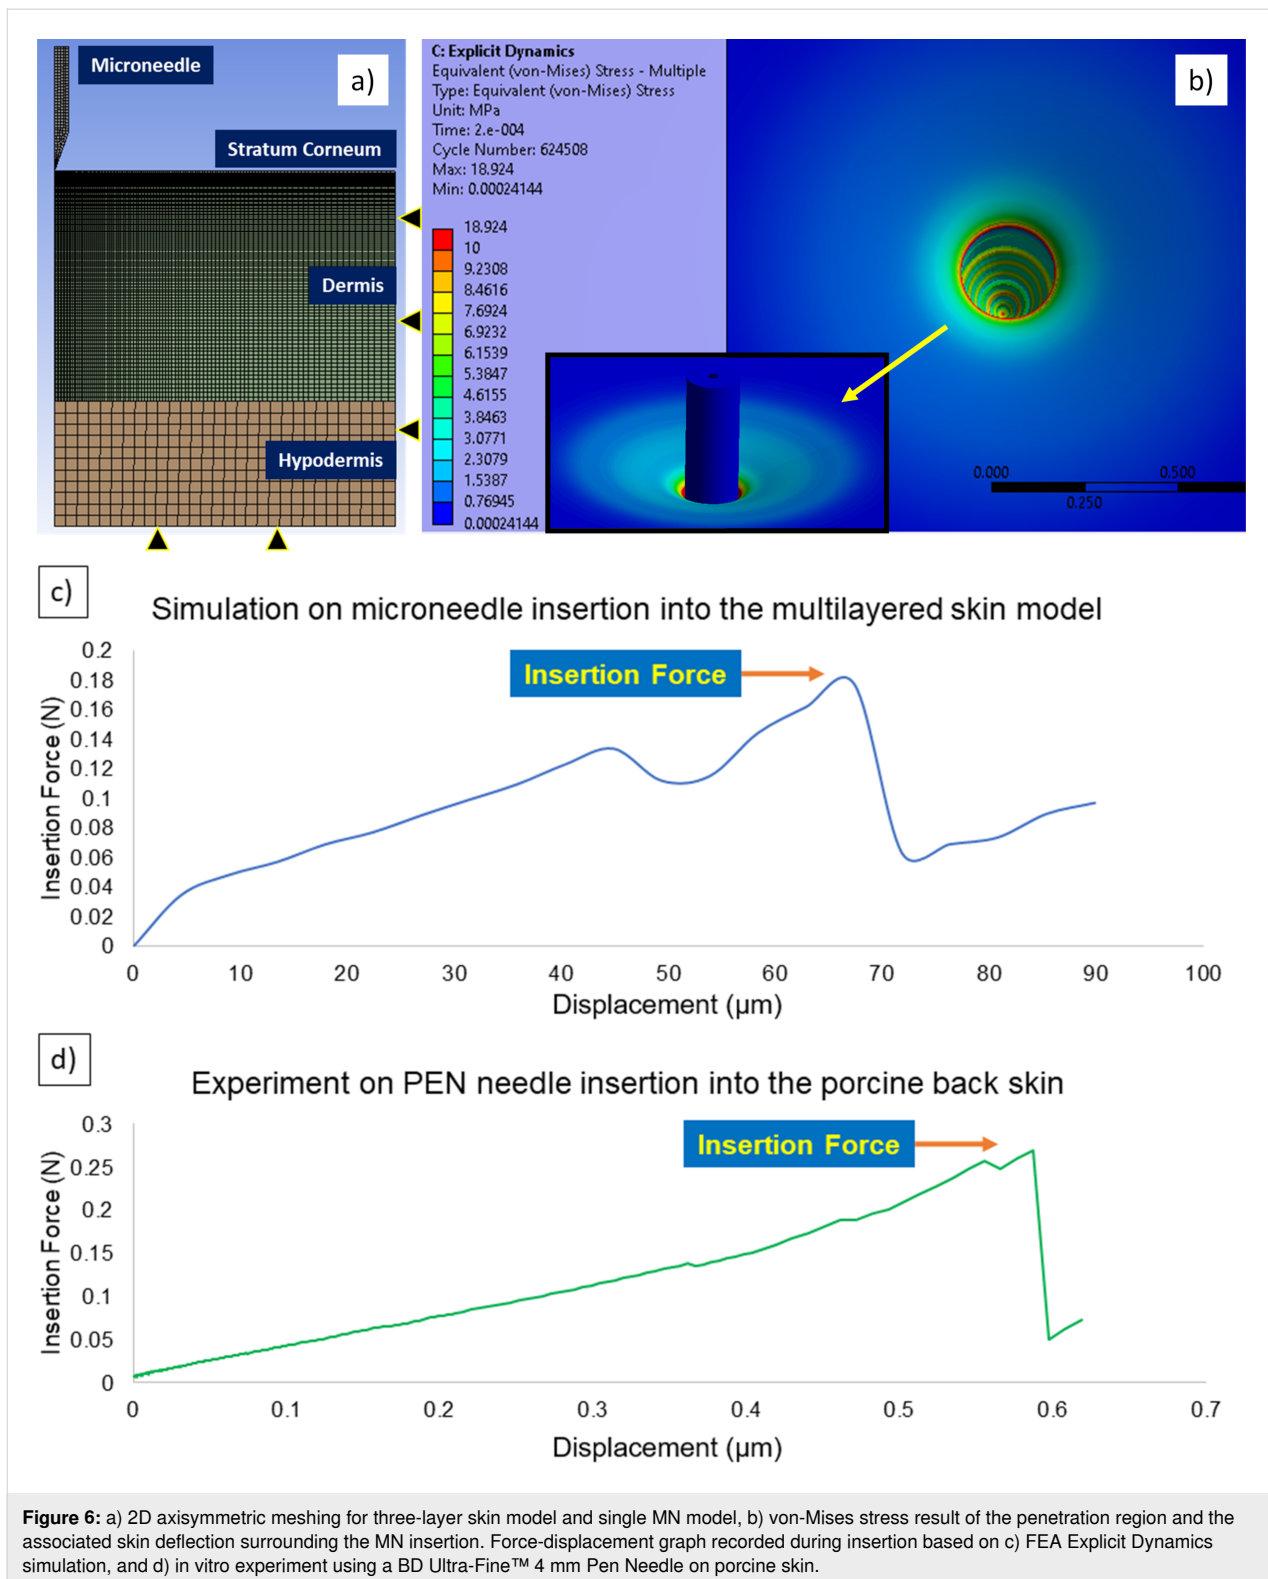 Microneedle
a)
Stratum Corneum
Dermis
Hypodermis
C: Explicit Dynamics
Equivalent (von-Mises) Stress - Multiple
Type: Equivalent (von-Mises) Stress
Unit: MPa
Time: 2.e-004
Cycle Number: 624508
Max: 18.924
Min: 0.00024144
18.924
10
9.2308
8.4616
7.6924
6.9232
6.1539
5.3847
4.6155
3.8463
3.0771
2.3079
1.5387
0.76945
0.00024144
b)
0.000 0.500
0.250
c)
Simulation on microneedle insertion into the multilayered skin model
Insertion Force
Insertion Force (N)
0.2
0.18
0.16
0.14
0.12
0.1
0.08
0.06
0.04
0.02
0
0 10 20 30 40 50 60 70 80 90 100
Displacement (μm)
d)
Experiment on PEN needle insertion into the porcine back skin
Insertion Force
Insertion Force (N)
0.3
0.25
0.2
0.15
0.1
0.05
0
0 0.1 0.2 0.3 0.4 0.5 0.6 0.7
Displacement (μm)
Figure 6: a) 2D axisymmetric meshing for three-layer skin model and single MN model, b) von-Mises stress result of the penetration region and the
associated skin deflection surrounding the MN insertion. Force-displacement graph recorded during insertion based on c) FEA Explicit Dynamics
simulation, and d) in vitro experiment using a BD Ultra-Fine™ 4 mm Pen Needle on porcine skin.